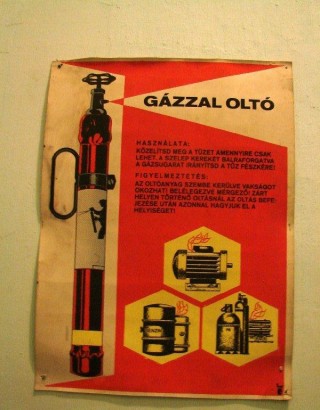 GÁZZAL OLTÓ
HASZNÁLATA:
KÖZELÍTSD MEG A TÜZET AMENNYIRE CSAK
LEHET. A SZELEP KEREKÉT BALRAFORGATVA
A GÁZSUGARAT IRÁNYÍTSD A TŰZ FÉSZKÉRE!
FIGYELMEZTETÉS:
AZ OLTÓANYAG SZEMBE KERÜLVE VAKSÁGOT
OKOZHAT! BELÉLEGEZVE MÉRGEZŐ! ZÁRT
HELYEN TÖRTÉNŐ OLTÁSNÁL AZ OLTÁS BEFE-
JEZÉSE UTÁN AZONNAL HAGYJUK EL A
HELYISÉGET!